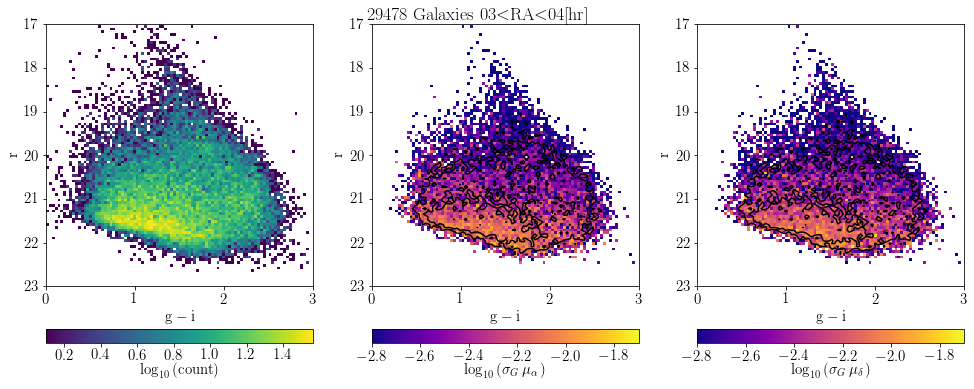 29478 Galaxies 03<RA<04[hr]
17
18
19
20
21
22
23
r
0
1
2
3
g − i
0.2 0.4 0.6 0.8 1.0 1.2 1.4
log10(count)
17
18
19
20
21
22
23
r
0
1
2
3
g − i
−2.8 −2.6 −2.4 −2.2 −2.0 −1.8
log10(σG μα)
17
18
19
20
21
22
23
r
0
1
2
3
g − i
−2.8 −2.6 −2.4 −2.2 −2.0 −1.8
log10(σG μδ)